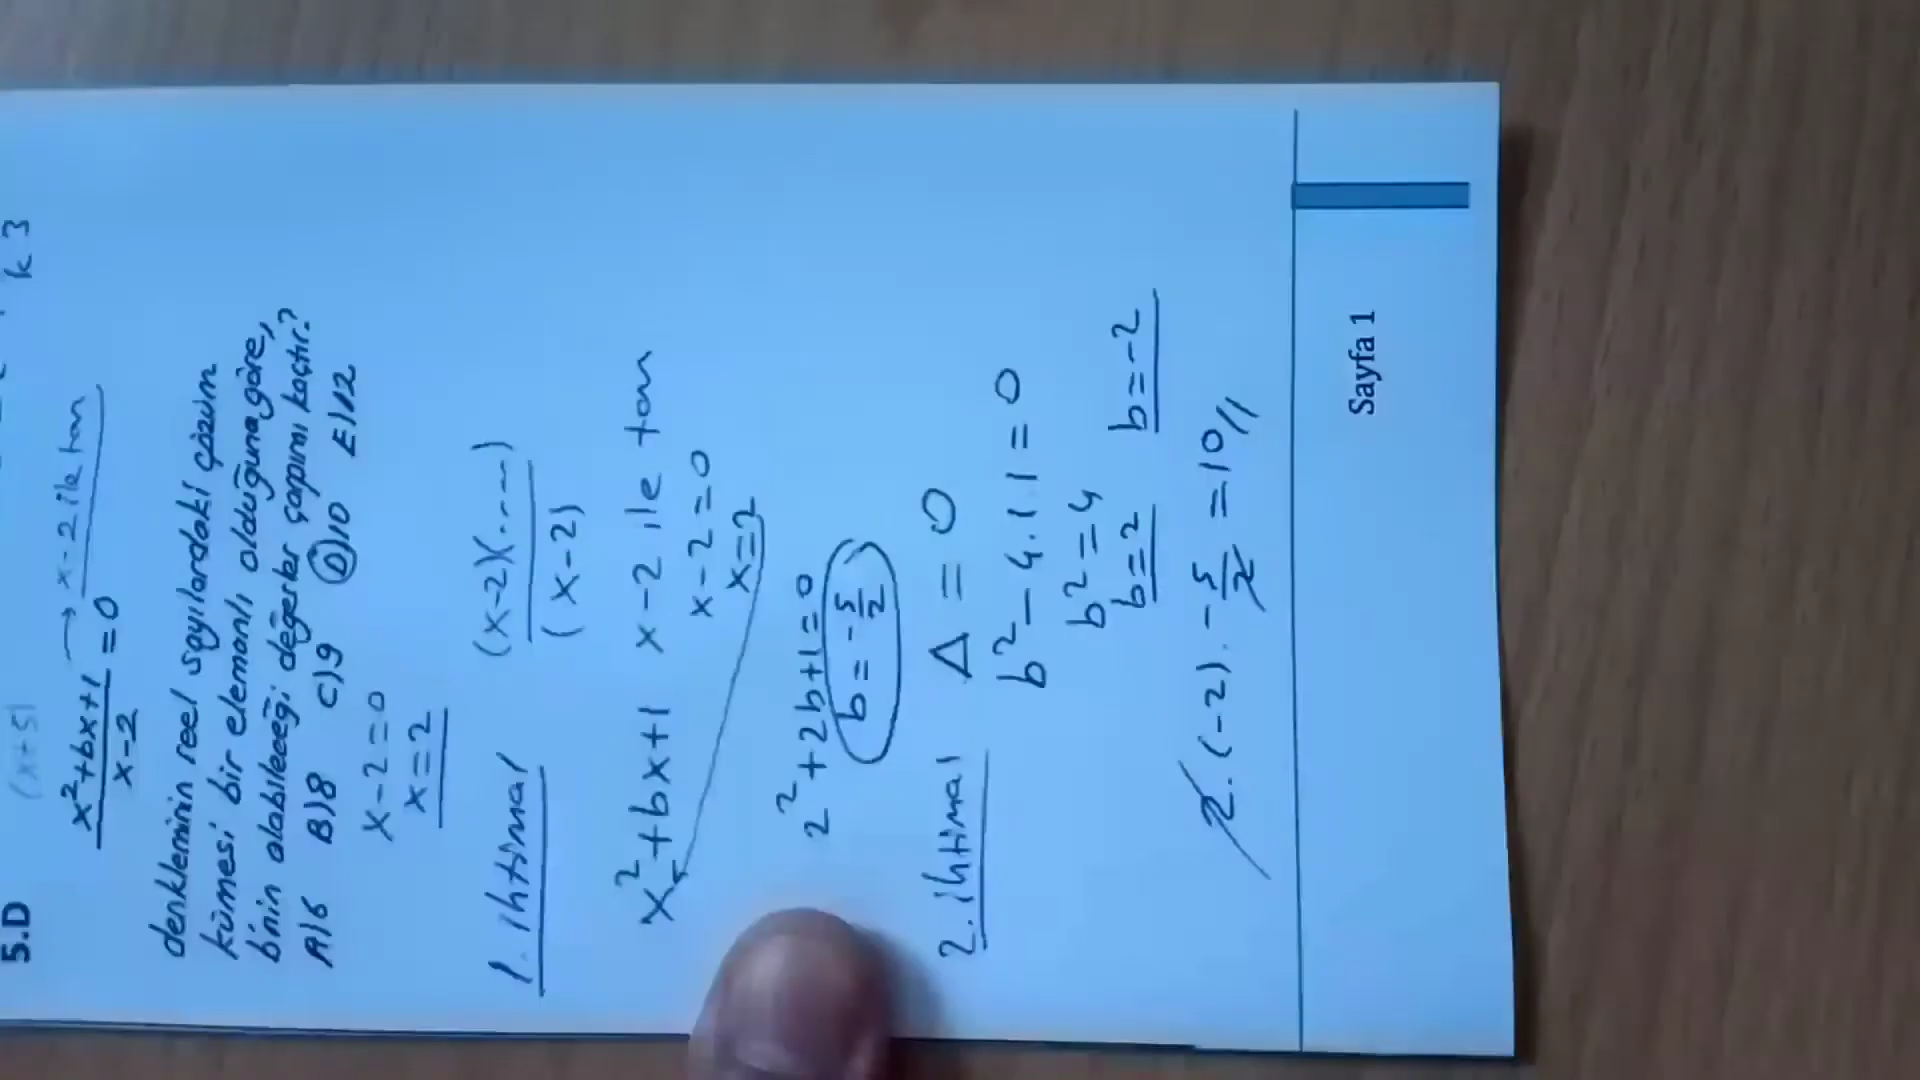 k 3
(x+5)
5.D
x²+bx+1 / x-2 = 0 → x-2 ile tam
denkleminin reel sayılardaki çözüm
kümesi bir elemanlı olduğuna göre,
b'nin alabileceği değerler çarpımı kaçtır?
A)6 B)8 C)9 D)10 E)12
x-2=0
x=2
1. ihtimal (x-2)(....) / (x-2)
x²+bx+1 x-2 ile tam
x-2=0
x=2
2²+2b+1=0
b=-5/2
2. ihtimal Δ=0
b²-4.1.1=0
b²=4
b=2 b=-2
2.(-2).-5/2=10//
Sayfa 1